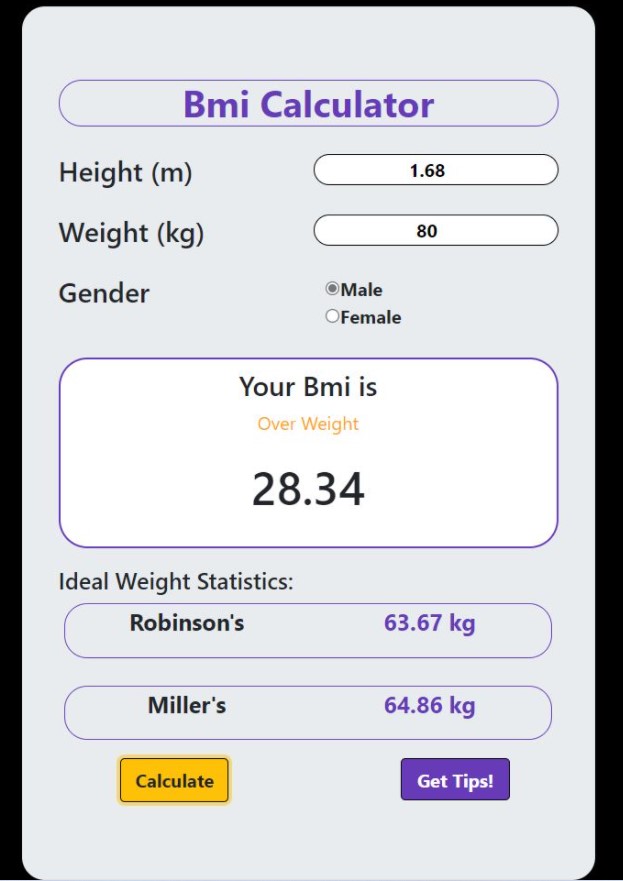 Bmi Calculator
Height (m) 1.68
Weight (kg) 80
Gender Male
Female
Your Bmi is
Over Weight
28.34
Ideal Weight Statistics:
Robinson's 63.67 kg
Miller's 64.86 kg
Calculate Get Tips!